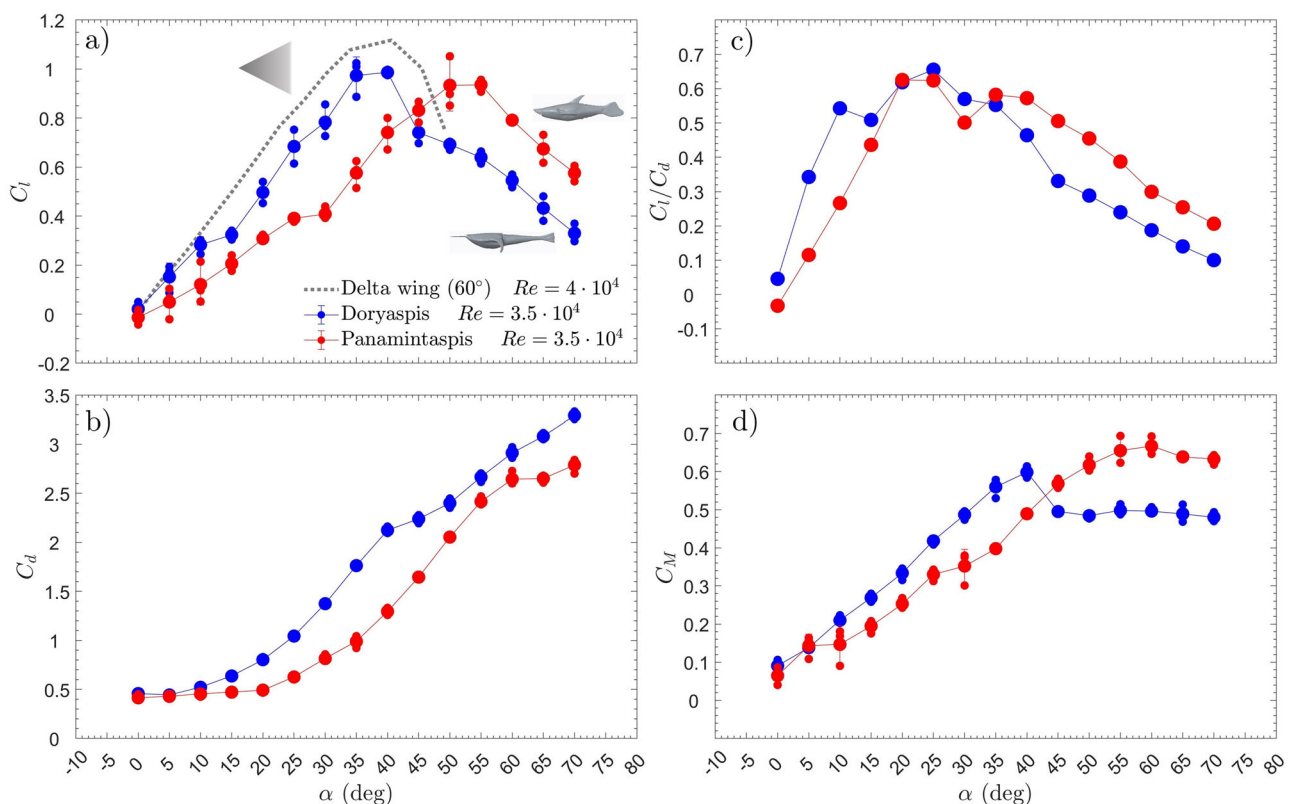 a)
1.2
1
0.8
0.6
0.4
0.2
0
-0.2
C_l
Delta wing (60°) Re = 4 · 10⁴
Doryaspis Re = 3.5 · 10⁴
Panamintaspis Re = 3.5 · 10⁴
c)
0.7
0.6
0.5
0.4
0.3
0.2
0.1
0
-0.1
C_l/C_d
b)
3.5
3
2.5
2
1.5
1
0.5
0
C_d
-10 -5 0 5 10 15 20 25 30 35 40 45 50 55 60 65 70 75 80
α (deg)
d)
0.7
0.6
0.5
0.4
0.3
0.2
0.1
0
C_M
-10 -5 0 5 10 15 20 25 30 35 40 45 50 55 60 65 70 75 80
α (deg)